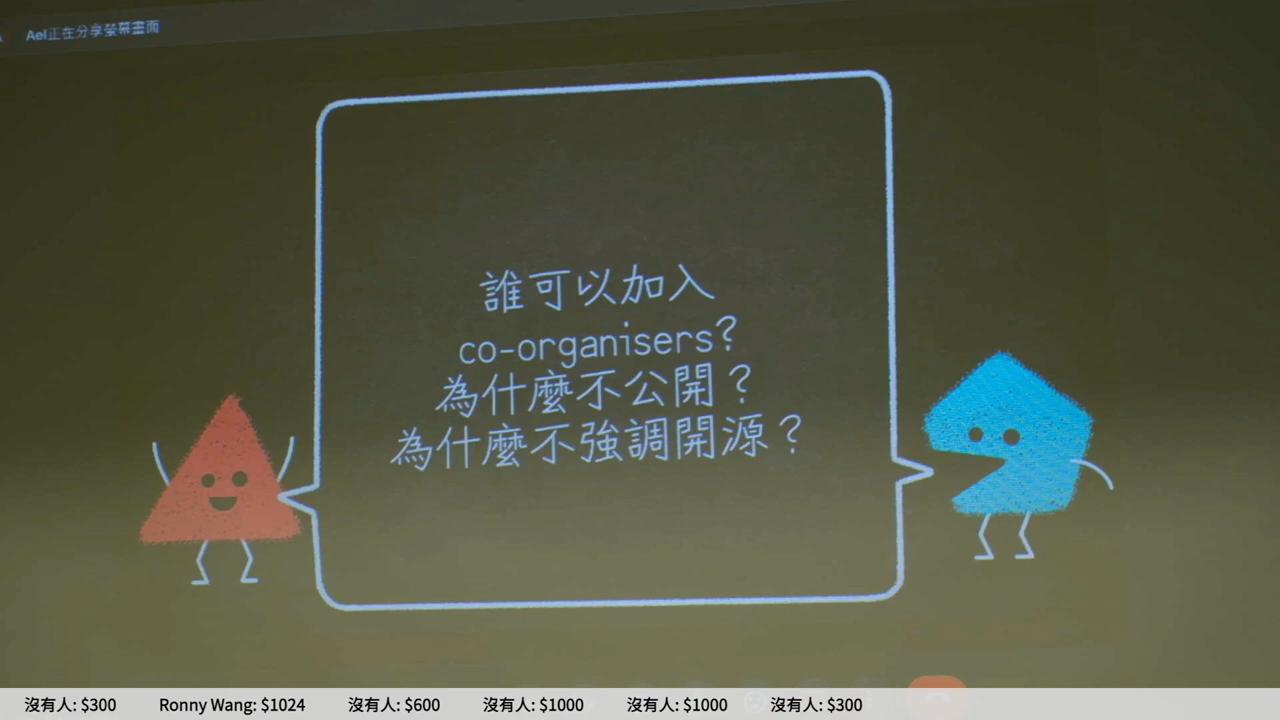 Ael正在分享螢幕畫面
誰可以加入
co-organisers?
為什麼不公開？
為什麼不強調開源？
沒有人: $300 Ronny Wang: $1024 沒有人: $600 沒有人: $1000 沒有人: $1000 沒有人: $300